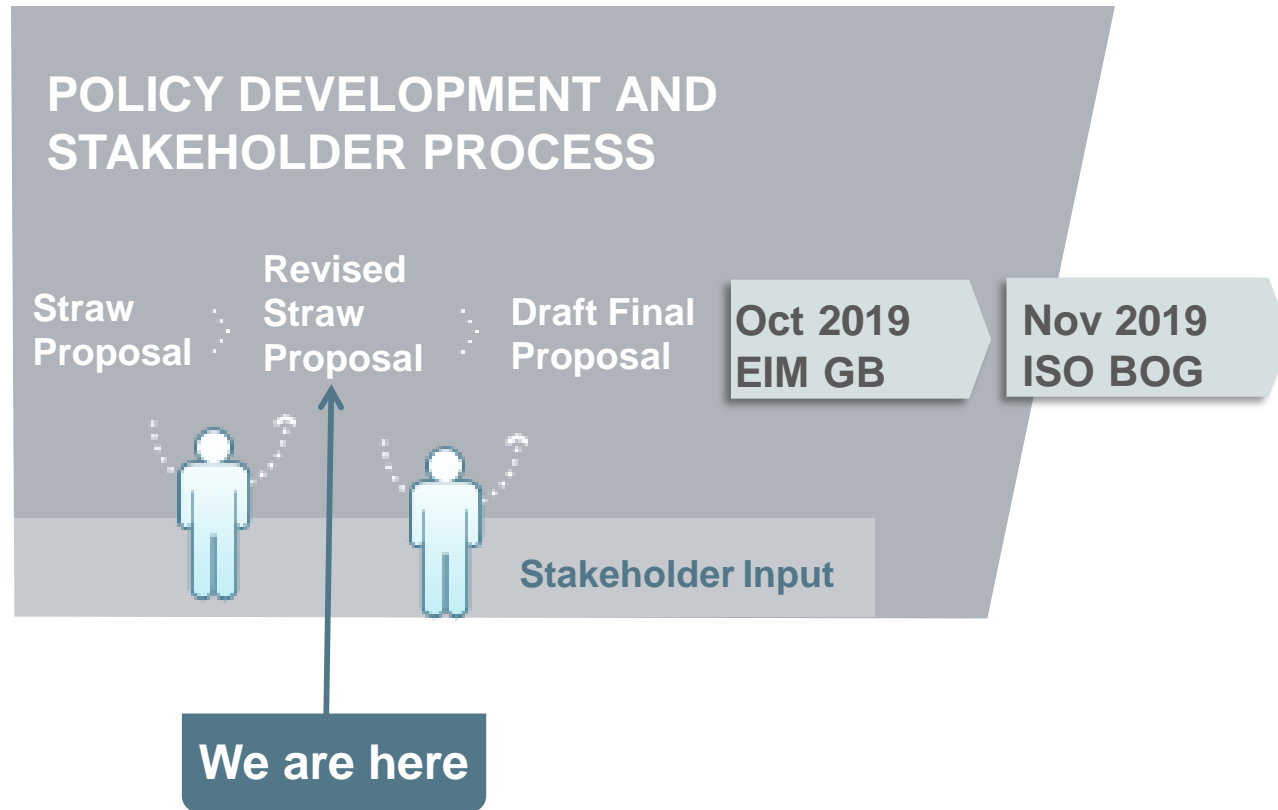 POLICY DEVELOPMENT AND
STAKEHOLDER PROCESS
Straw
Proposal
Revised
Straw
Proposal
Draft Final
Proposal
Oct 2019
EIM GB
Nov 2019
ISO BOG
Stakeholder Input
We are here